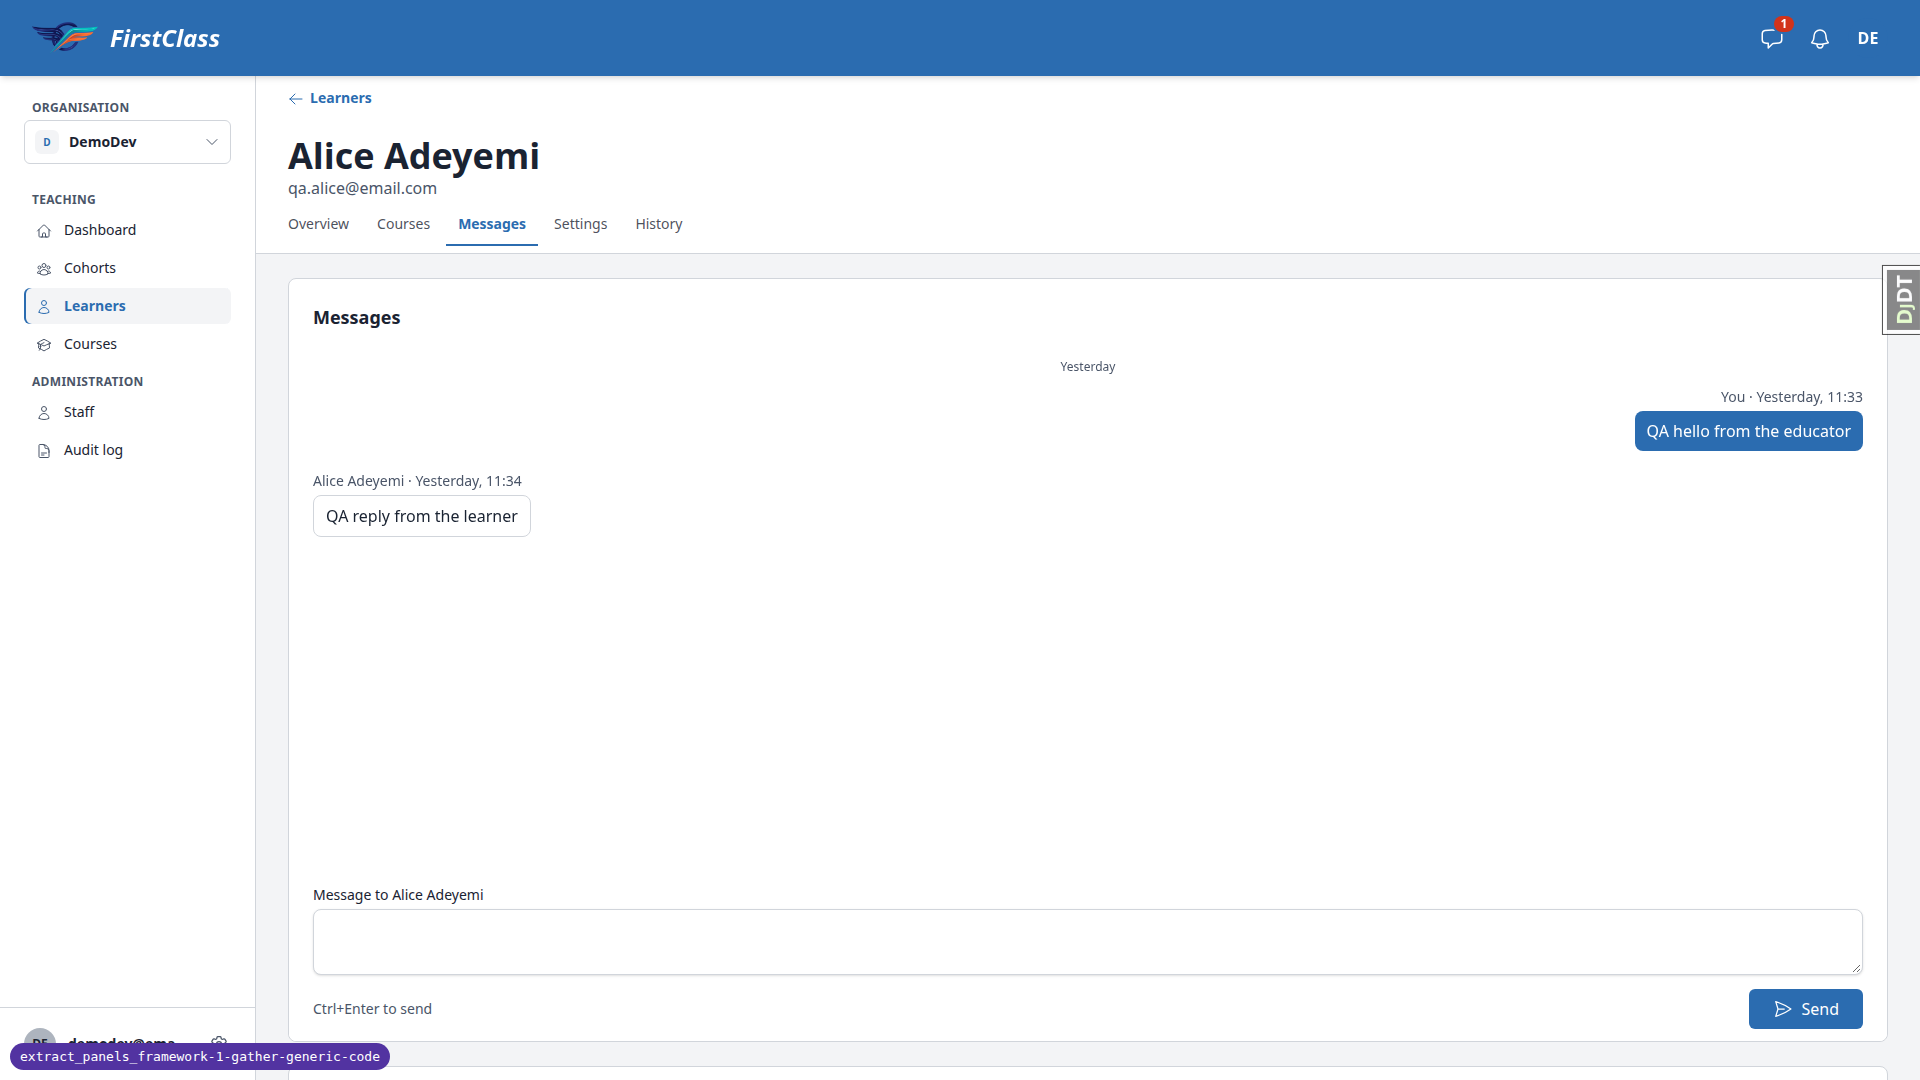 FirstClass
1
DE
ORGANISATION
D DemoDev
TEACHING
Dashboard
Cohorts
Learners
Courses
ADMINISTRATION
Staff
Audit log
Learners
Alice Adeyemi
qa.alice@email.com
Overview Courses Messages Settings History
DjDT
Messages
Yesterday
You · Yesterday, 11:33
QA hello from the educator
Alice Adeyemi · Yesterday, 11:34
QA reply from the learner
Message to Alice Adeyemi
Ctrl+Enter to send
Send
DE demodev@ema
extract_panels_framework-1-gather-generic-code